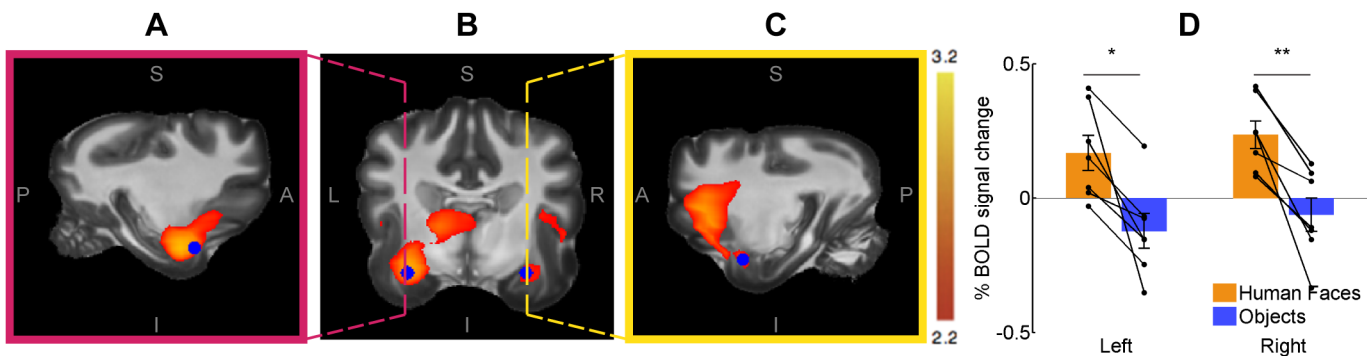 A
B
C
D
S
P
A
I
S
L
R
I
S
A
P
I
3.2
2.2
% BOLD signal change
0.5
0
-0.5
*
**
Human Faces
Objects
Left
Right